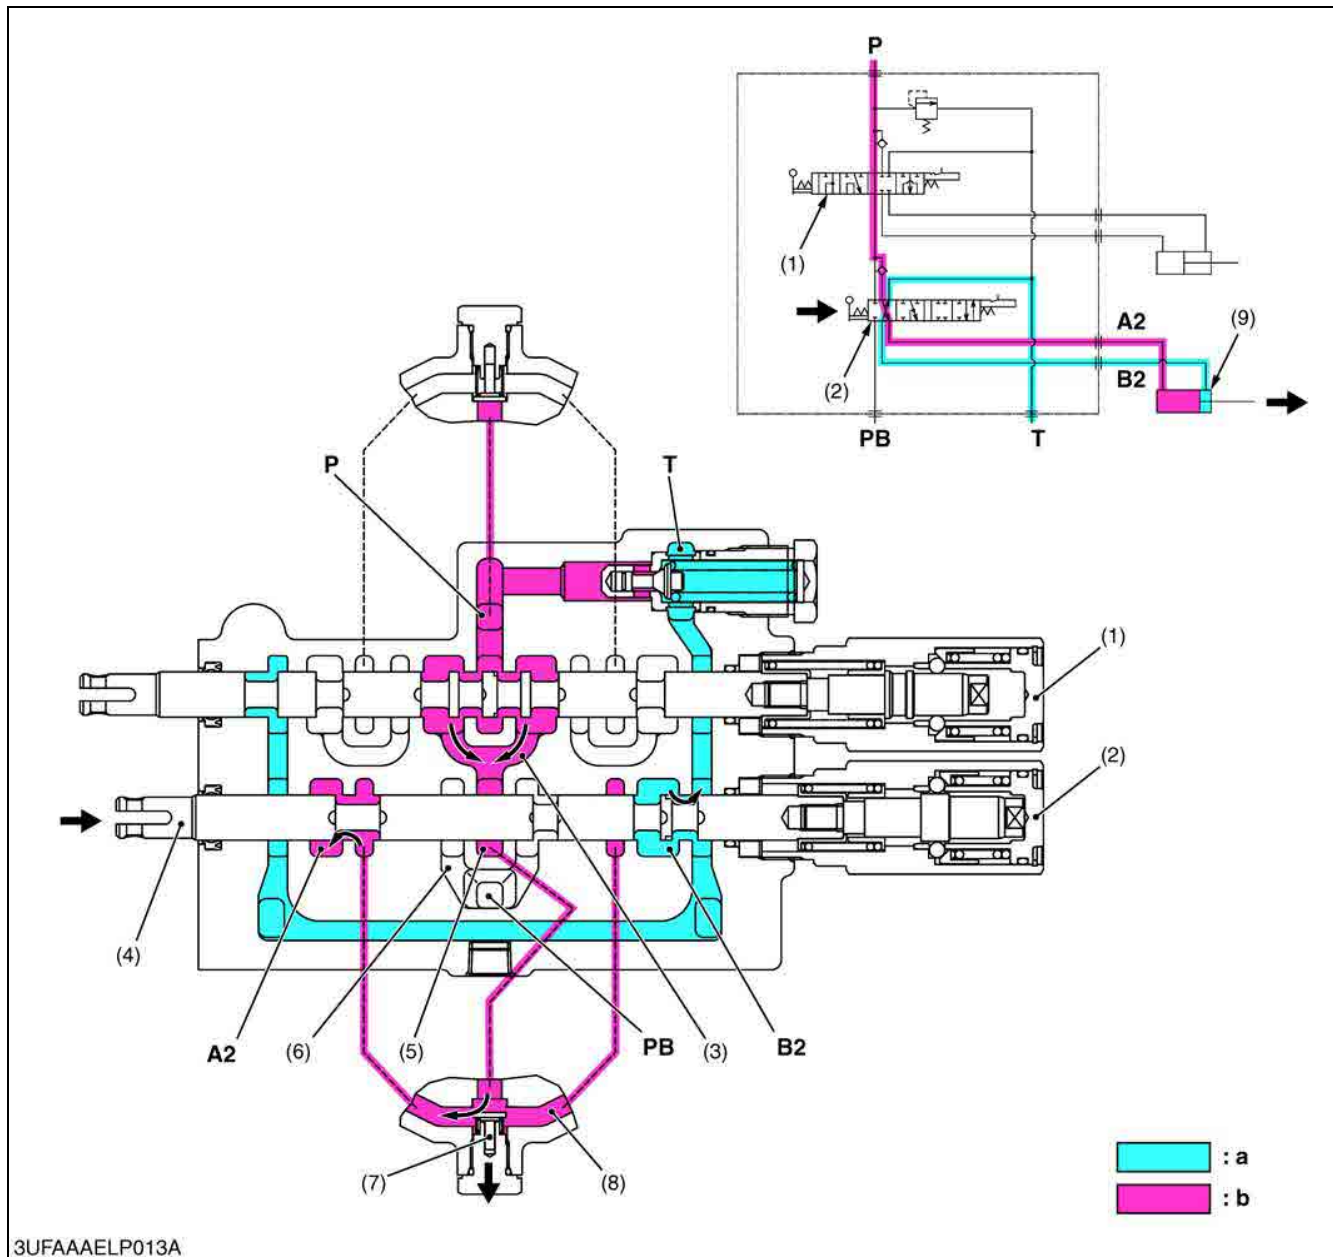 P
(1)
(2)
A2
B2
(9)
PB
T
P
T
(1)
(2)
(4)
A2
(6)
(5)
PB
(3)
B2
(7)
(8)
: a
: b
3UFAAAELP013A